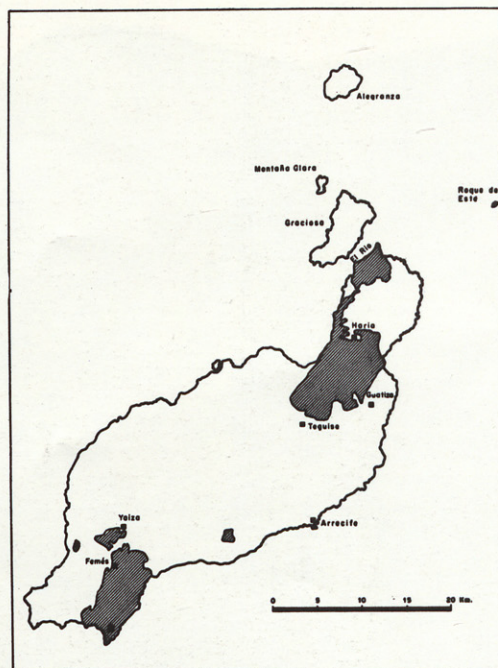 Alegranza
Montaña Clara
Roque del
Este
Graciosa
El Río
Haría
Guatiza
Teguise
Arrecife
Yaiza
Femés
0 5 10 15 20 Km.